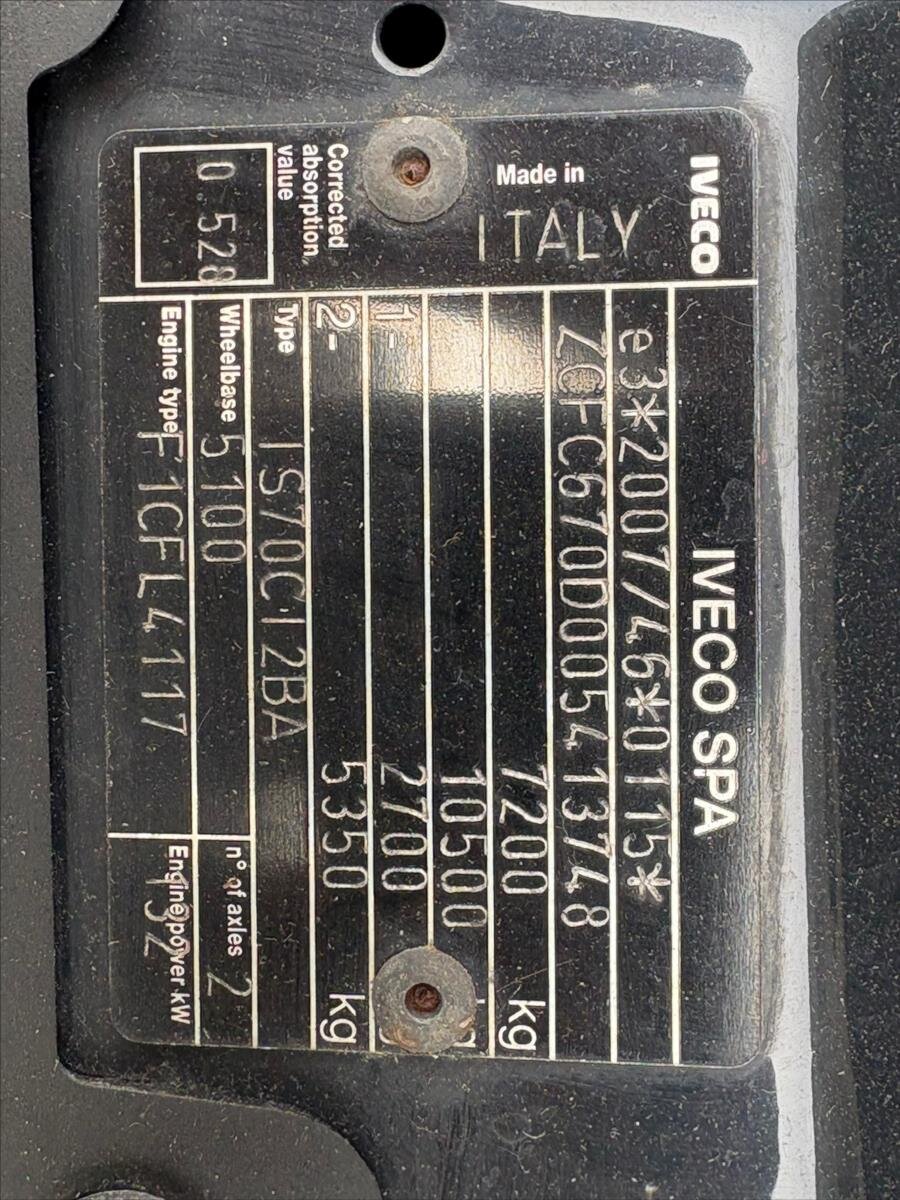 IVECO SPA
e3*2007/46*0115*
ZCFC670D005413748
7200 kg
10500
1- 2700
2- 5350 kg
Type IS70CI2BA
Wheelbase 5100 n° of axles 2
Engine type F1CFL4117 Engine power kW 132
IVECO
Made in
ITALY
Corrected
absorption
value
0.528